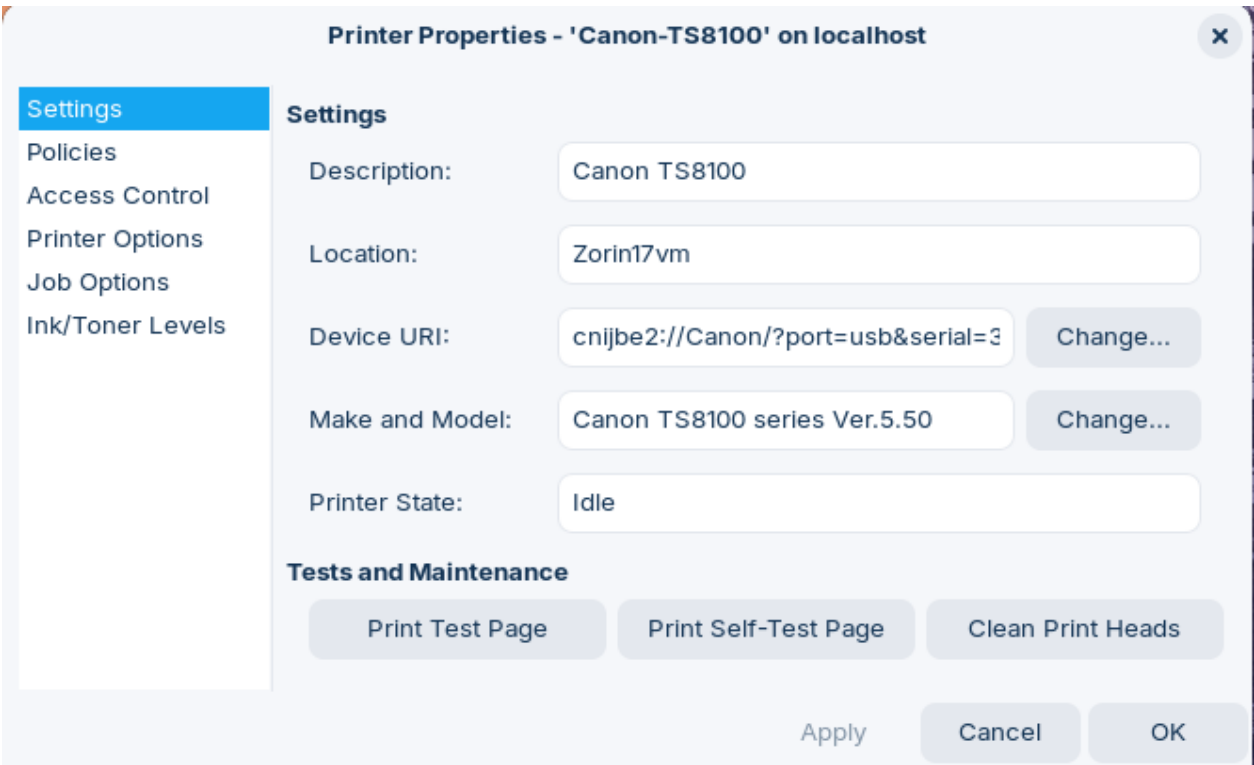 Printer Properties - 'Canon-TS8100' on localhost
Settings
Policies
Access Control
Printer Options
Job Options
Ink/Toner Levels
Settings
Description: Canon TS8100
Location: Zorin17vm
Device URI: cnijbe2://Canon/?port=usb&serial=3 Change...
Make and Model: Canon TS8100 series Ver.5.50 Change...
Printer State: Idle
Tests and Maintenance
Print Test Page Print Self-Test Page Clean Print Heads
Apply Cancel OK